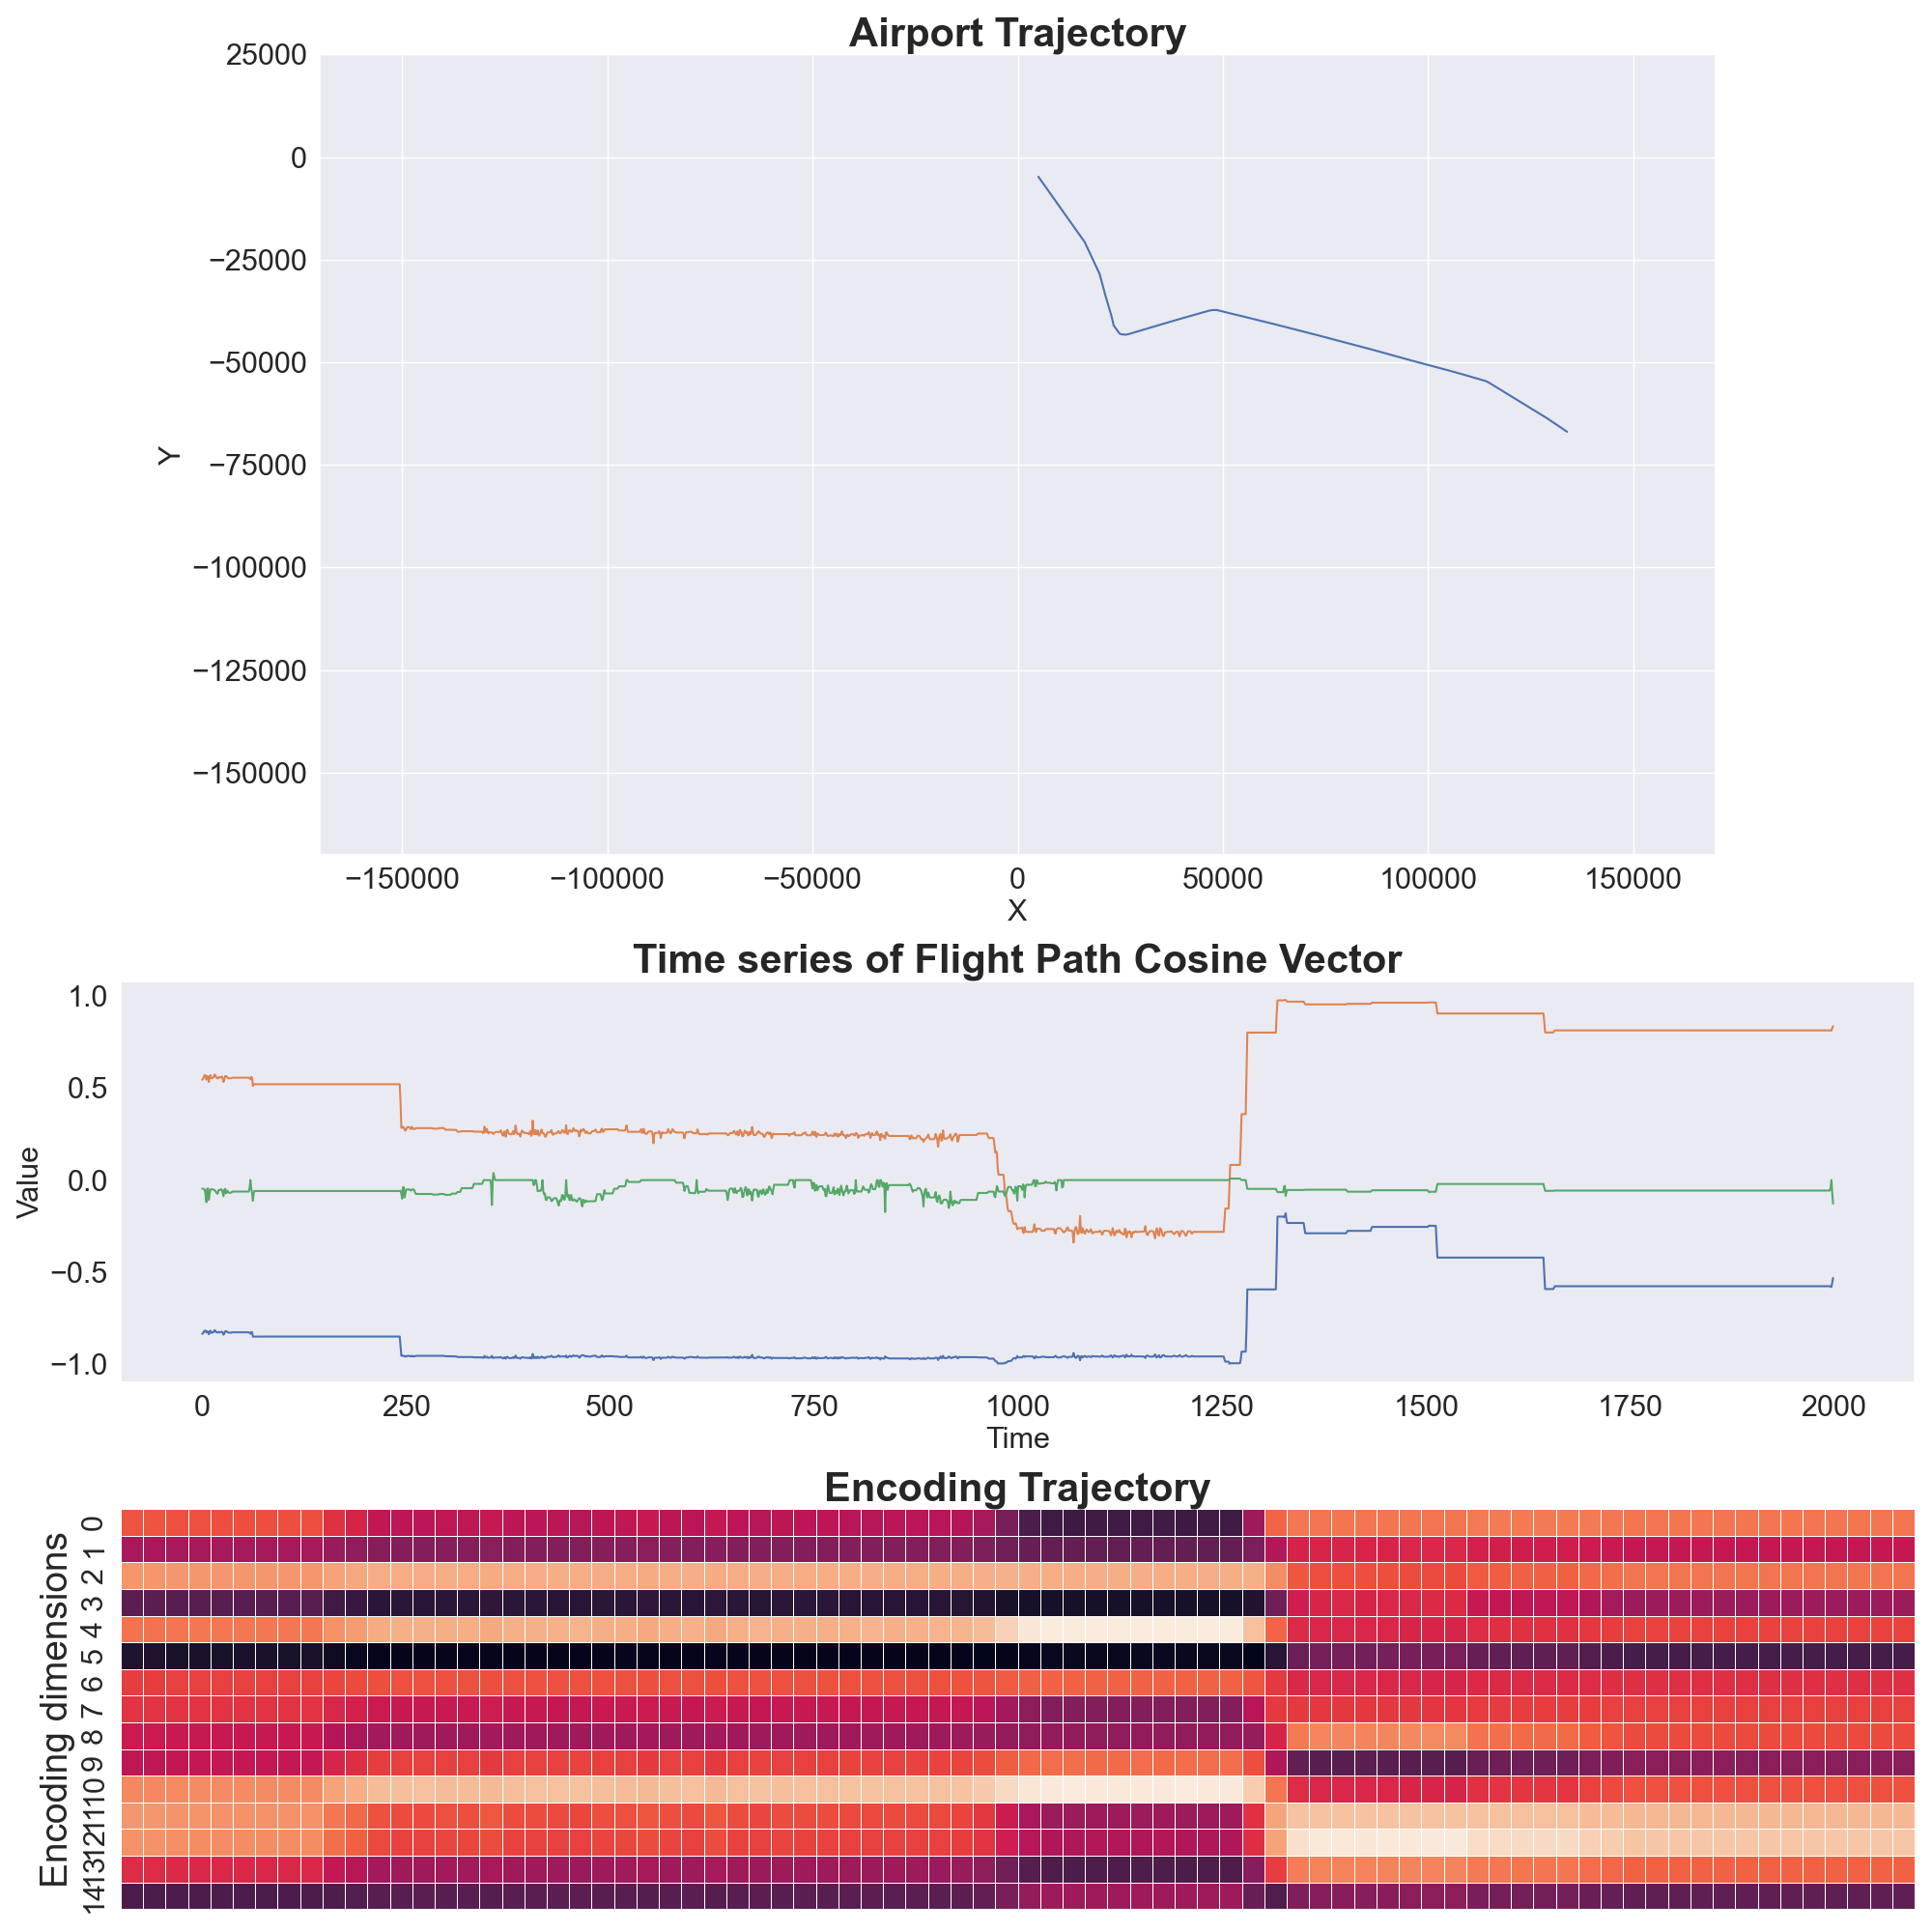 Airport Trajectory
25000
0
−25000
−50000
−75000
−100000
−125000
−150000
Y
−150000 −100000 −50000 0 50000 100000 150000
X
Time series of Flight Path Cosine Vector
1.0
0.5
0.0
−0.5
−1.0
Value
0 250 500 750 1000 1250 1500 1750 2000
Time
Encoding Trajectory
Encoding dimensions
0
1
2
3
4
5
6
7
8
9
10
11
12
13
14